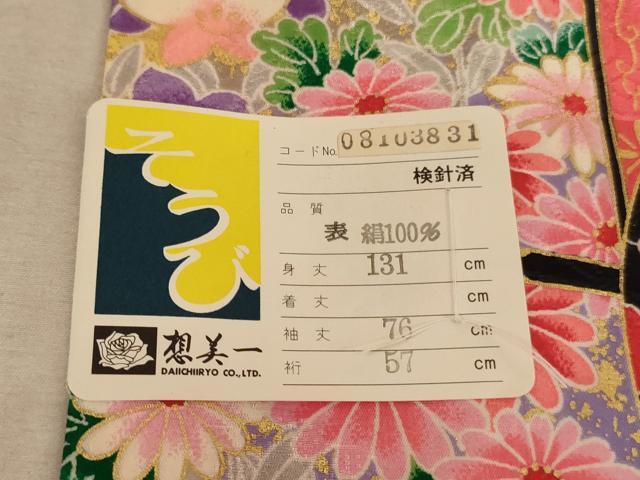 そうび
想美一
DAIICHIIRYO CO.,LTD.
コードNo. 08103831
検針済
品質
表 絹100%
身丈 131 cm
着丈 cm
袖丈 76 cm
裄 57 cm